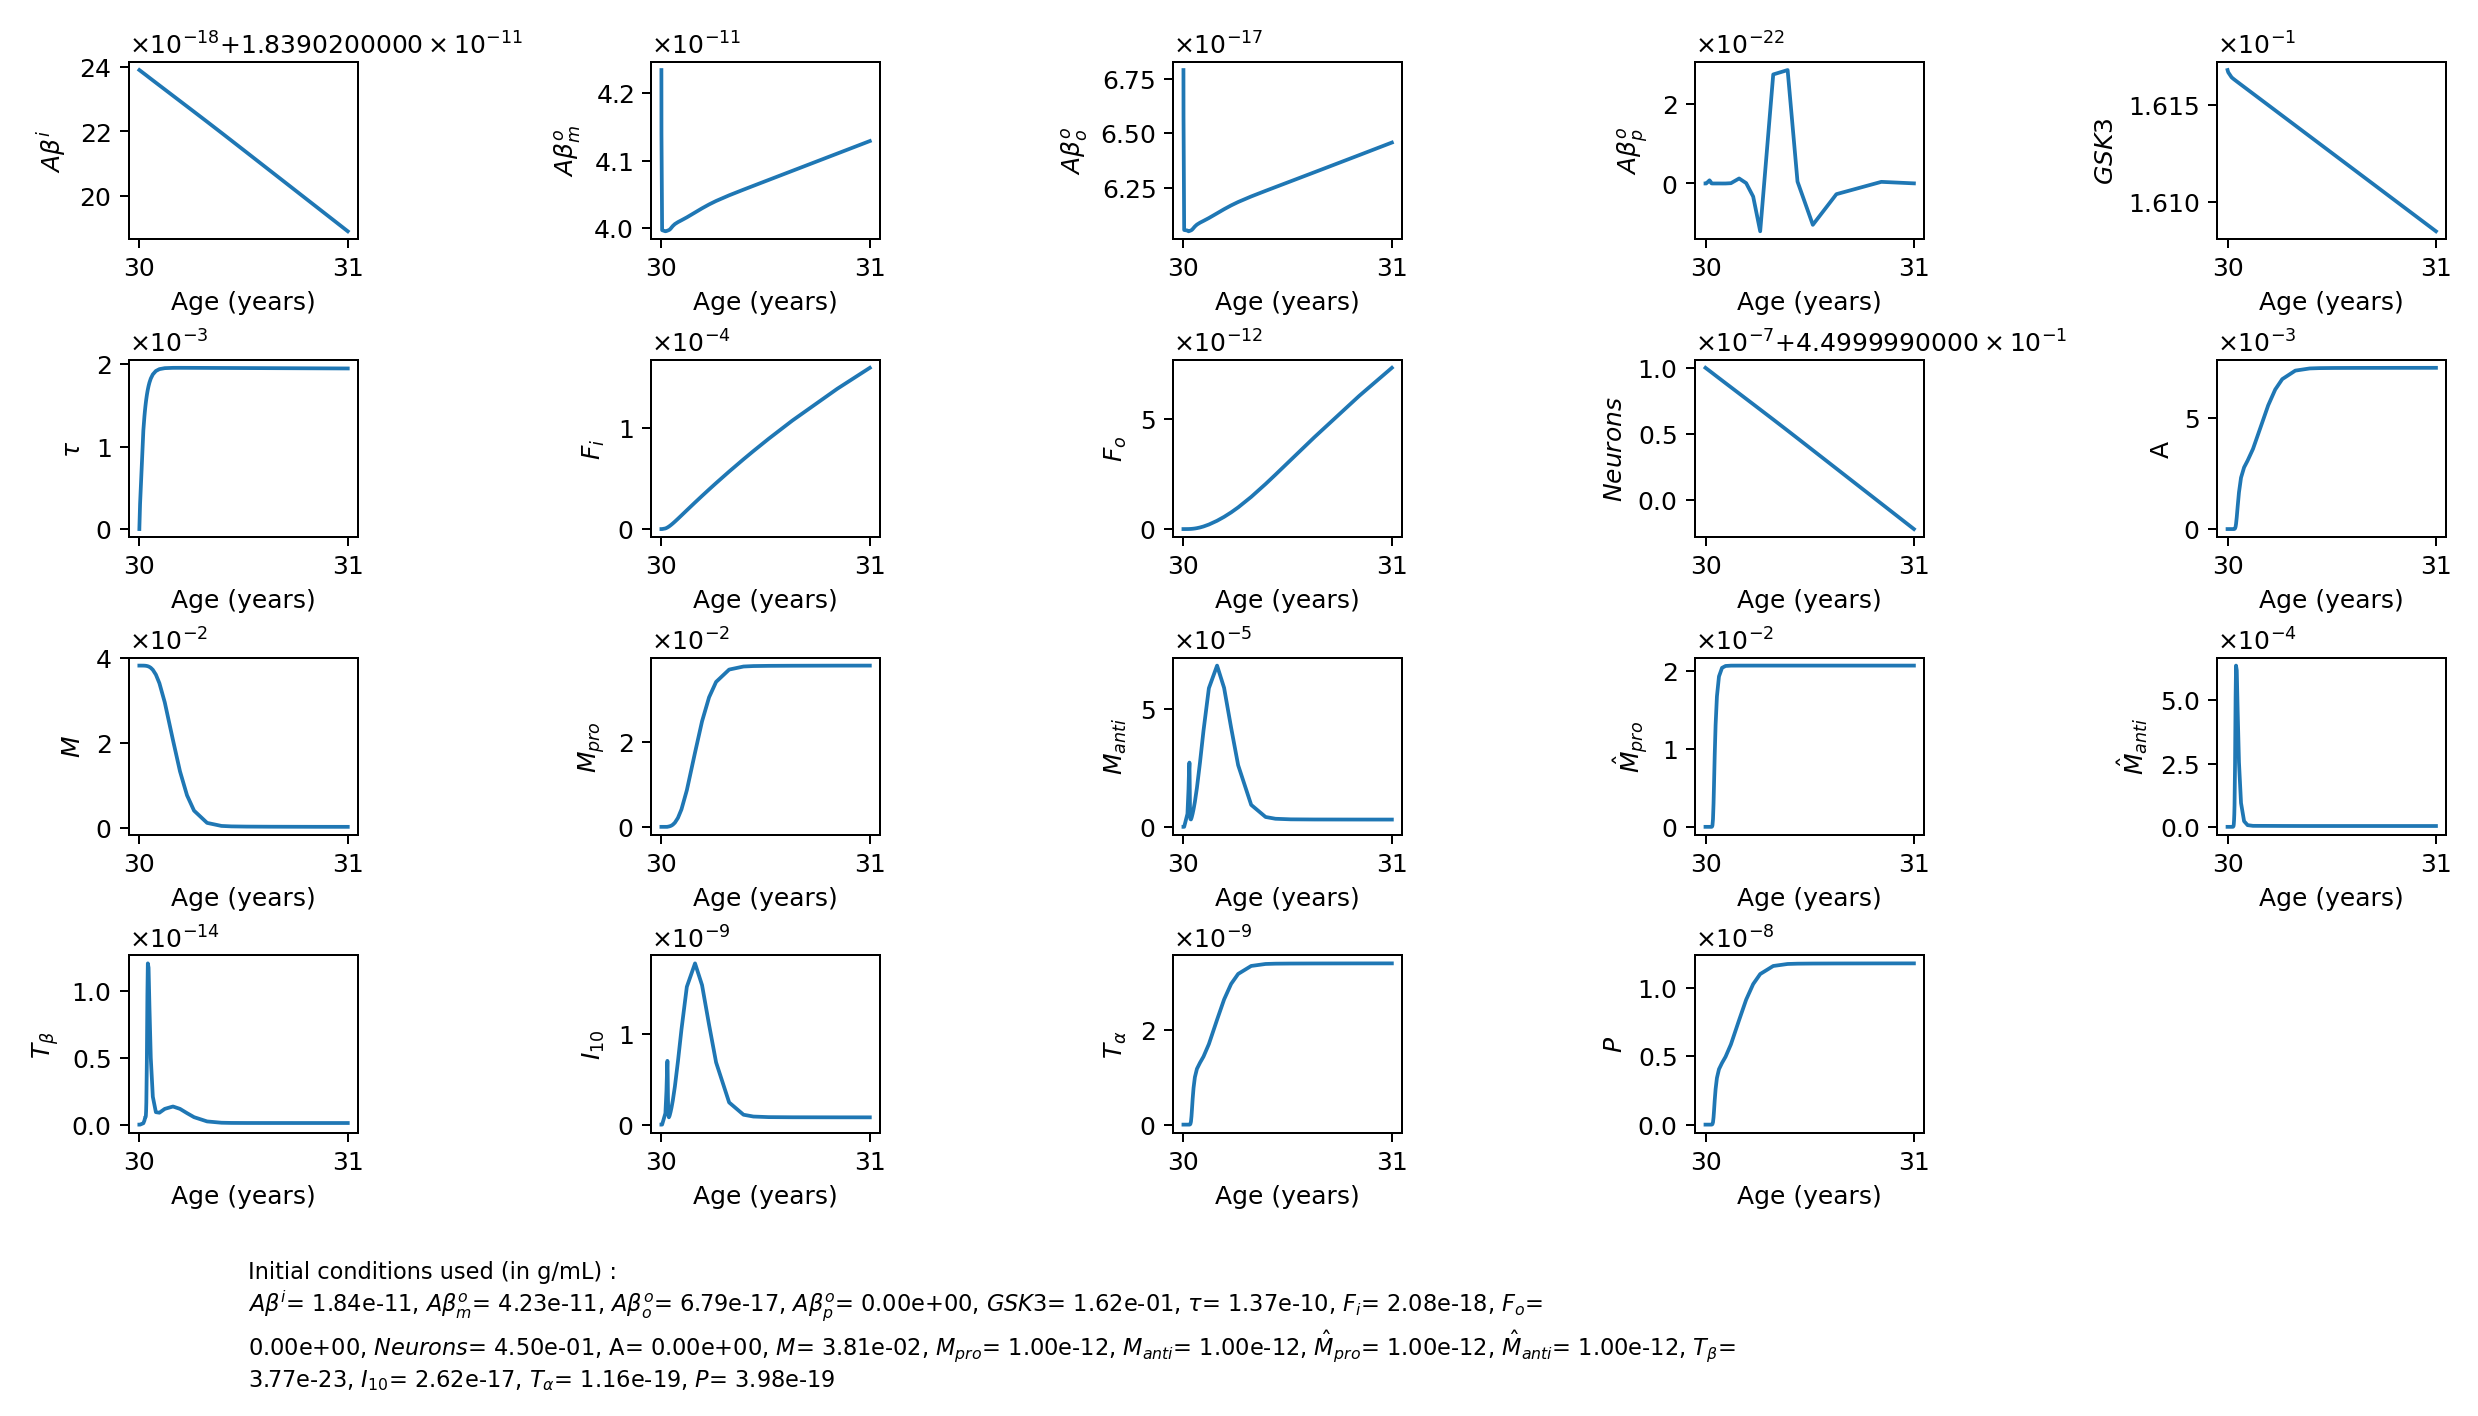 ×10⁻¹⁸+1.8390200000 × 10⁻¹¹ ×10⁻¹¹ ×10⁻¹⁷ ×10⁻²² ×10⁻¹
Aβⁱ 24 22 20 Aβᵒₘ 4.2 4.1 4.0 Aβᵒₒ 6.75 6.50 6.25 Aβᵒₚ 2 0 GSK3 1.615 1.610
30 31 30 31 30 31 30 31 30 31
Age (years) Age (years) Age (years) Age (years) Age (years)
×10⁻³ ×10⁻⁴ ×10⁻¹² ×10⁻⁷+4.4999990000 × 10⁻¹ ×10⁻³
τ 2 1 0 Fᵢ 1 0 Fₒ 5 0 Neurons 1.0 0.5 0.0 A 5 0
30 31 30 31 30 31 30 31 30 31
Age (years) Age (years) Age (years) Age (years) Age (years)
×10⁻² ×10⁻² ×10⁻⁵ ×10⁻² ×10⁻⁴
M 4 2 0 M_pro 2 0 M_anti 5 0 M̂_pro 2 1 0 M̂_anti 5.0 2.5 0.0
30 31 30 31 30 31 30 31 30 31
Age (years) Age (years) Age (years) Age (years) Age (years)
×10⁻¹⁴ ×10⁻⁹ ×10⁻⁹ ×10⁻⁸
T_β 1.0 0.5 0.0 I₁₀ 1 0 T_α 2 0 P 1.0 0.5 0.0
30 31 30 31 30 31 30 31
Age (years) Age (years) Age (years) Age (years)
Initial conditions used (in g/mL) :
Aβⁱ= 1.84e-11, Aβᵒₘ= 4.23e-11, Aβᵒₒ= 6.79e-17, Aβᵒₚ= 0.00e+00, GSK3= 1.62e-01, τ= 1.37e-10, Fᵢ= 2.08e-18, Fₒ=
0.00e+00, Neurons= 4.50e-01, A= 0.00e+00, M= 3.81e-02, M_pro= 1.00e-12, M_anti= 1.00e-12, M̂_pro= 1.00e-12, M̂_anti= 1.00e-12, T_β=
3.77e-23, I₁₀= 2.62e-17, T_α= 1.16e-19, P= 3.98e-19